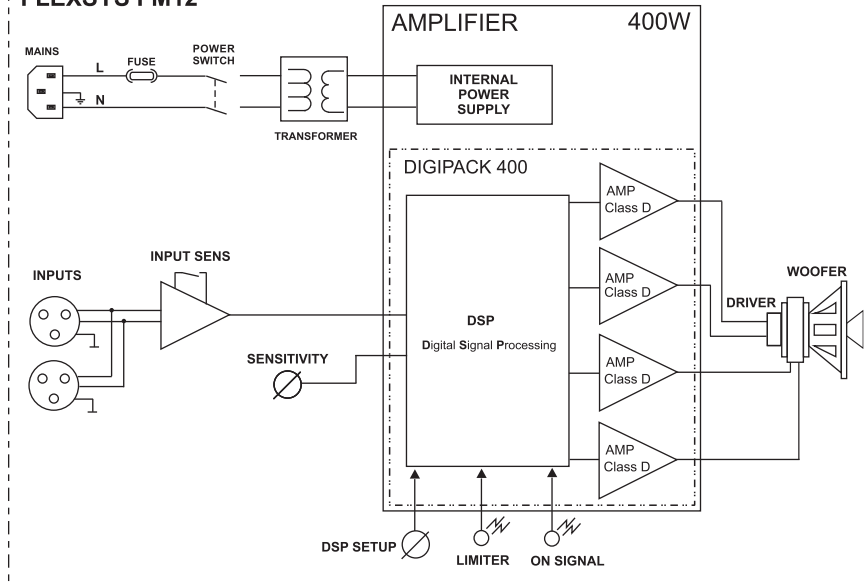 AMPLIFIER 400W
MAINS
L
FUSE
POWER
SWITCH
N
TRANSFORMER
INTERNAL
POWER
SUPPLY
DIGIPACK 400
AMP
Class D
INPUTS
INPUT SENS
AMP
Class D
DSP
Digital Signal Processing
SENSITIVITY
DRIVER
WOOFER
AMP
Class D
AMP
Class D
DSP SETUP
LIMITER
ON SIGNAL